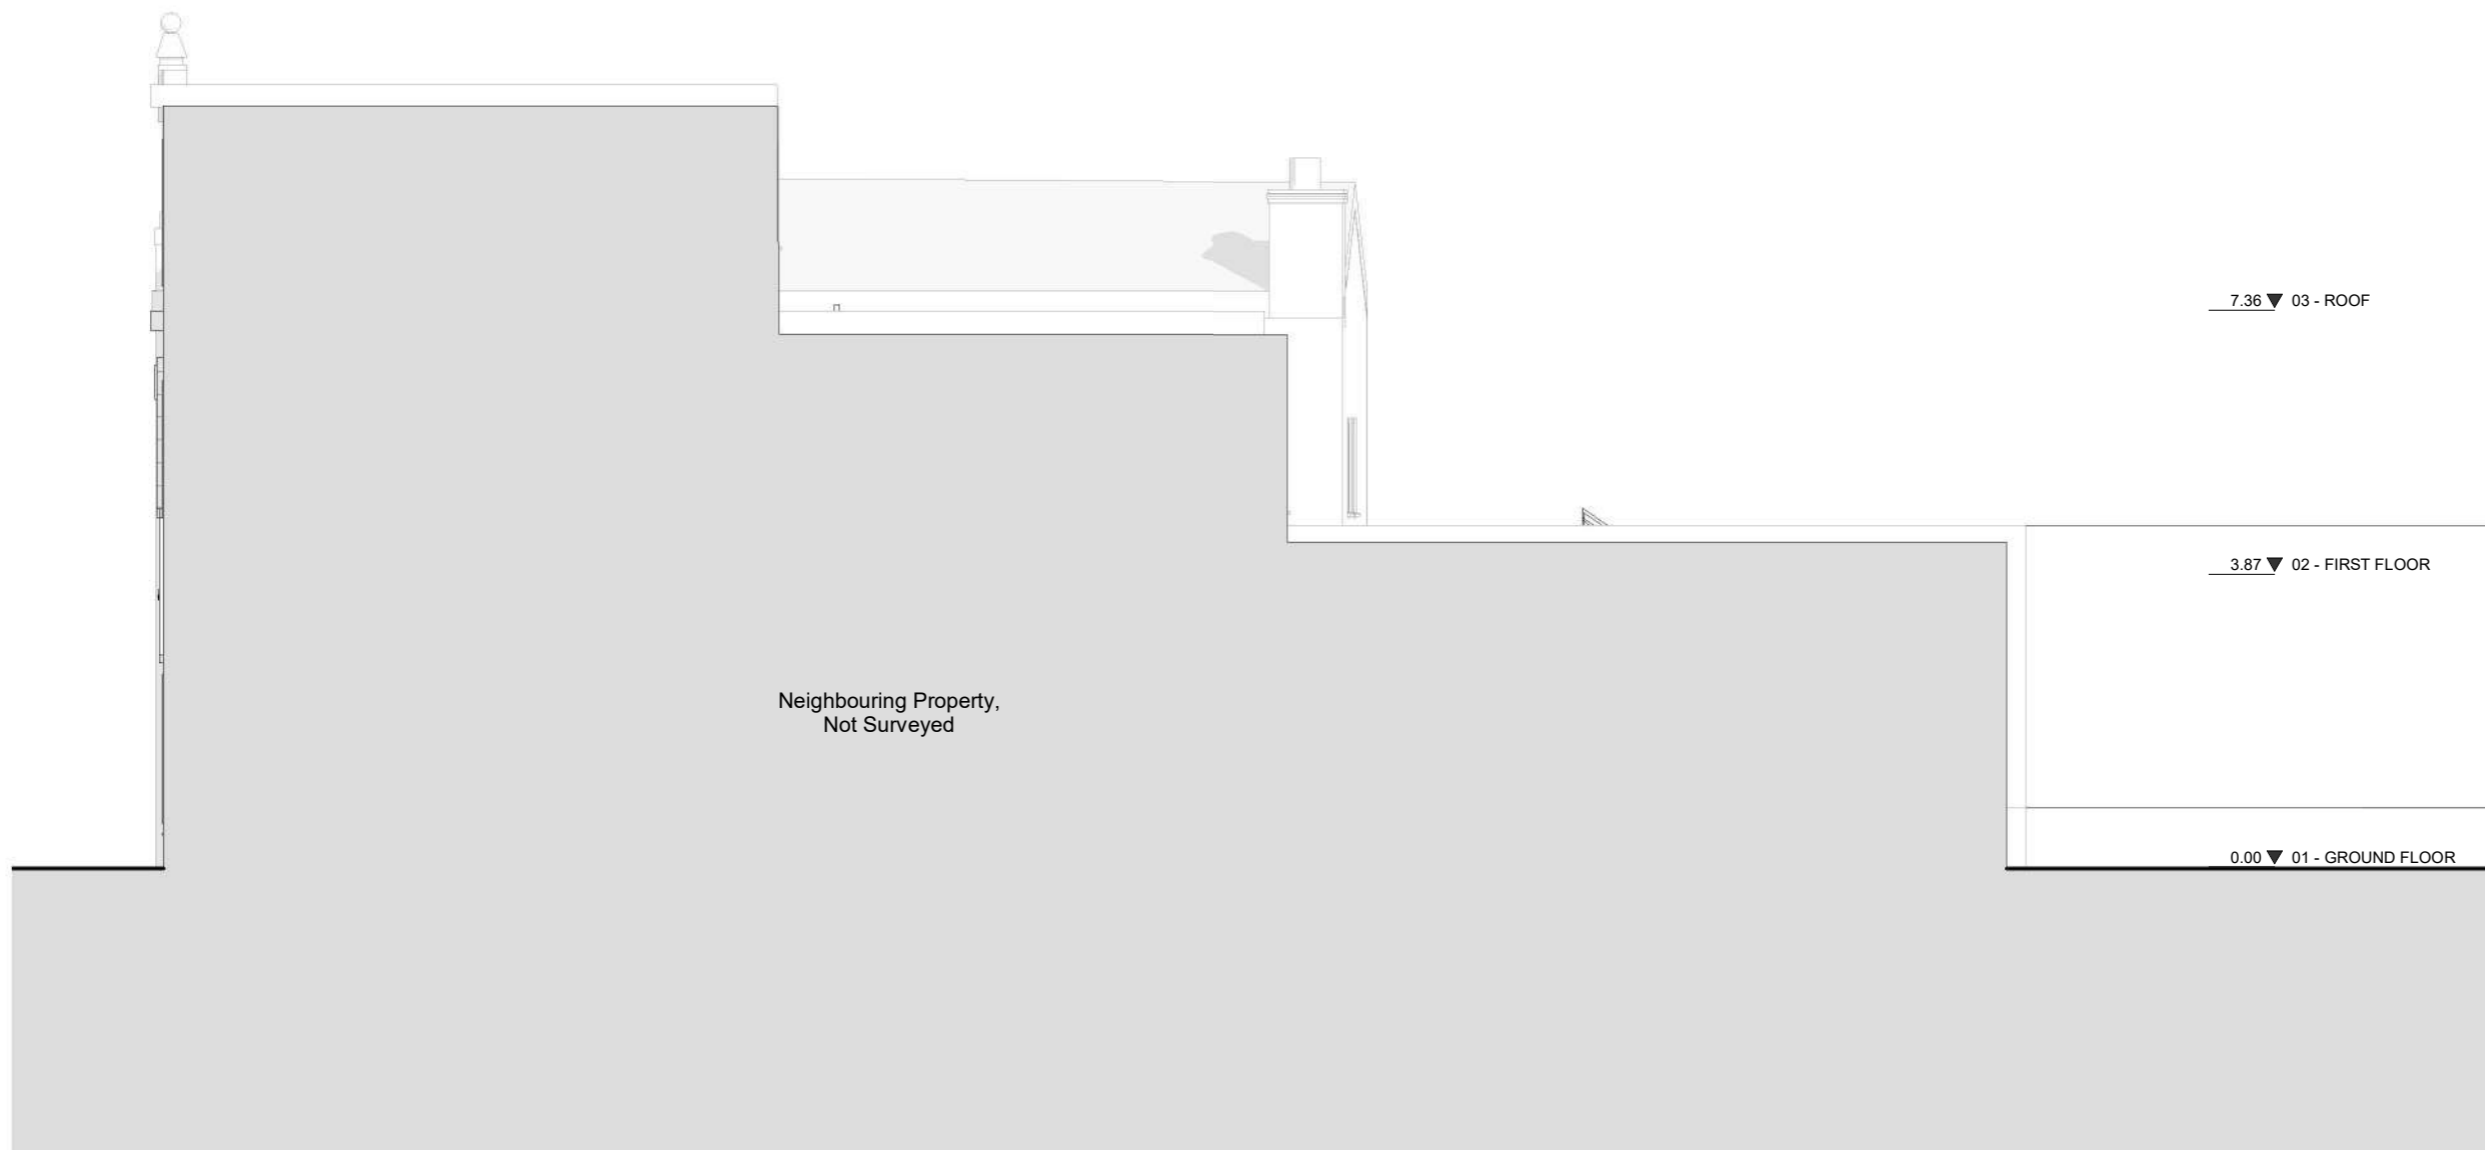 7.36 ▼ 03 - ROOF
3.87 ▼ 02 - FIRST FLOOR
Neighbouring Property,
Not Surveyed
0.00 ▼ 01 - GROUND FLOOR